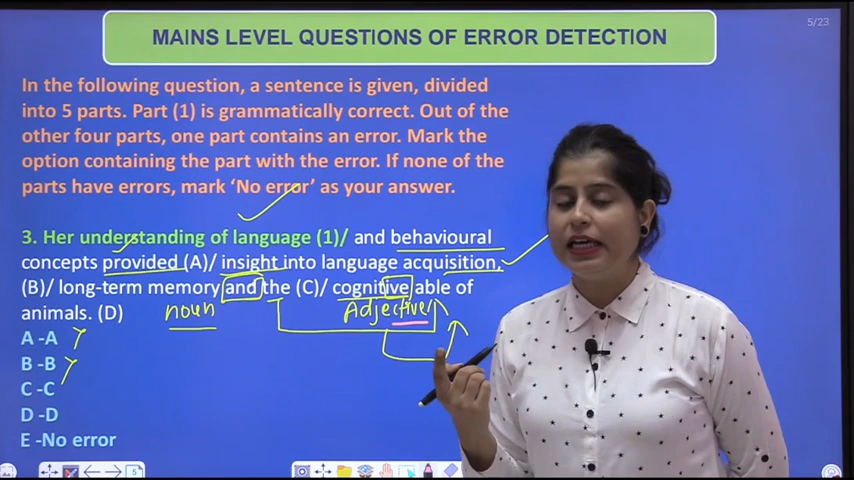 5/23
MAINS LEVEL QUESTIONS OF ERROR DETECTION
In the following question, a sentence is given, divided
into 5 parts. Part (1) is grammatically correct. Out of the
other four parts, one part contains an error. Mark the
option containing the part with the error. If none of the
parts have errors, mark ‘No error’ as your answer.
3. Her understanding of language (1)/ and behavioural
concepts provided (A)/ insight into language acquisition,
(B)/ long-term memory and the (C)/ cognitive able of
animals. (D)
noun
Adjective
A -A
B -B
C -C
D -D
E -No error
5